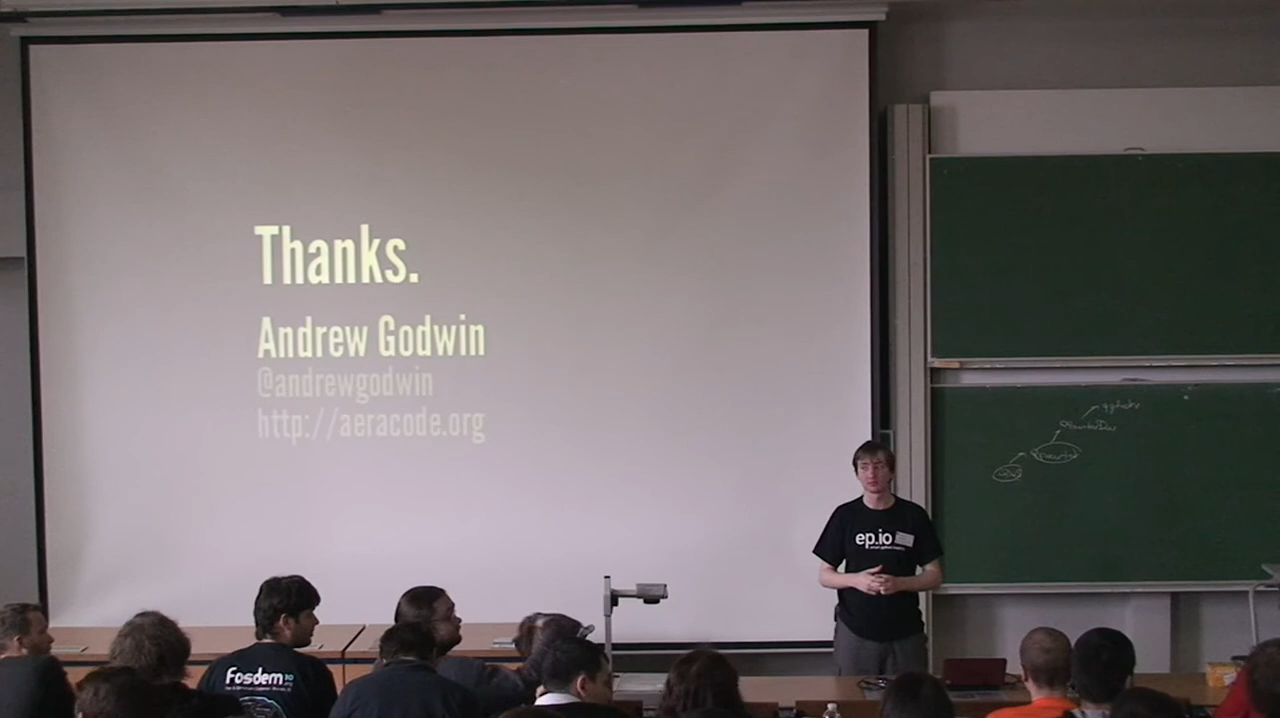 Thanks.
Andrew Godwin
@andrewgodwin
http://aeracode.org
ep.io
Fosdem